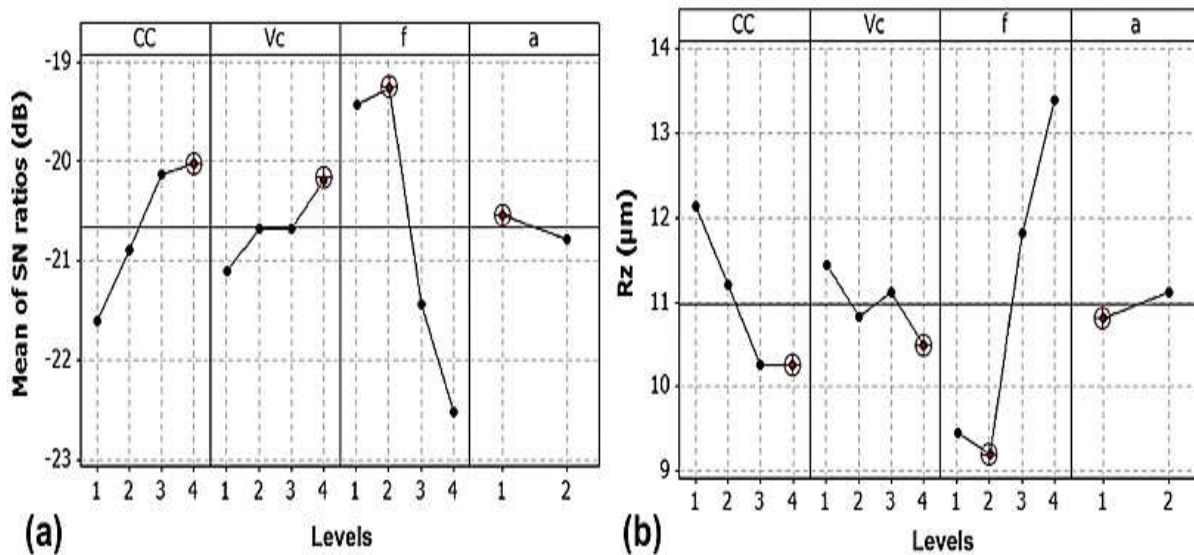 CC Vc f a
Mean of SN ratios (dB)
-19
-20
-21
-22
-23
1 2 3 4 1 2 3 4 1 2 3 4 1 2
Levels
(a)
CC Vc f a
Rz (µm)
14
13
12
11
10
9
1 2 3 4 1 2 3 4 1 2 3 4 1 2
Levels
(b)